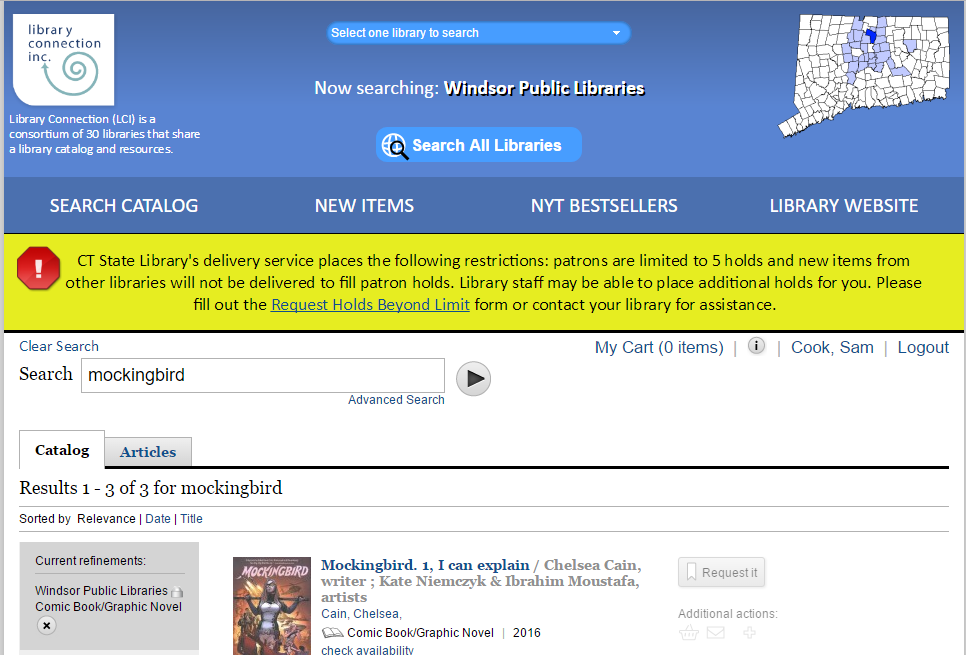 library
connection
inc.
Library Connection (LCI) is a
consortium of 30 libraries that share
a library catalog and resources.
Select one library to search
Now searching: Windsor Public Libraries
Search All Libraries
SEARCH CATALOG NEW ITEMS NYT BESTSELLERS LIBRARY WEBSITE
CT State Library's delivery service places the following restrictions: patrons are limited to 5 holds and new items from
other libraries will not be delivered to fill patron holds. Library staff may be able to place additional holds for you. Please
fill out the Request Holds Beyond Limit form or contact your library for assistance.
Clear Search
My Cart (0 items) | i | Cook, Sam | Logout
Search mockingbird
Advanced Search
Catalog Articles
Results 1 - 3 of 3 for mockingbird
Sorted by Relevance | Date | Title
Current refinements:
Windsor Public Libraries
Comic Book/Graphic Novel
MOCKINGBIRD
Mockingbird. 1, I can explain / Chelsea Cain,
writer ; Kate Niemczyk & Ibrahim Moustafa,
artists
Cain, Chelsea,
Comic Book/Graphic Novel | 2016
check availability
Request it
Additional actions: